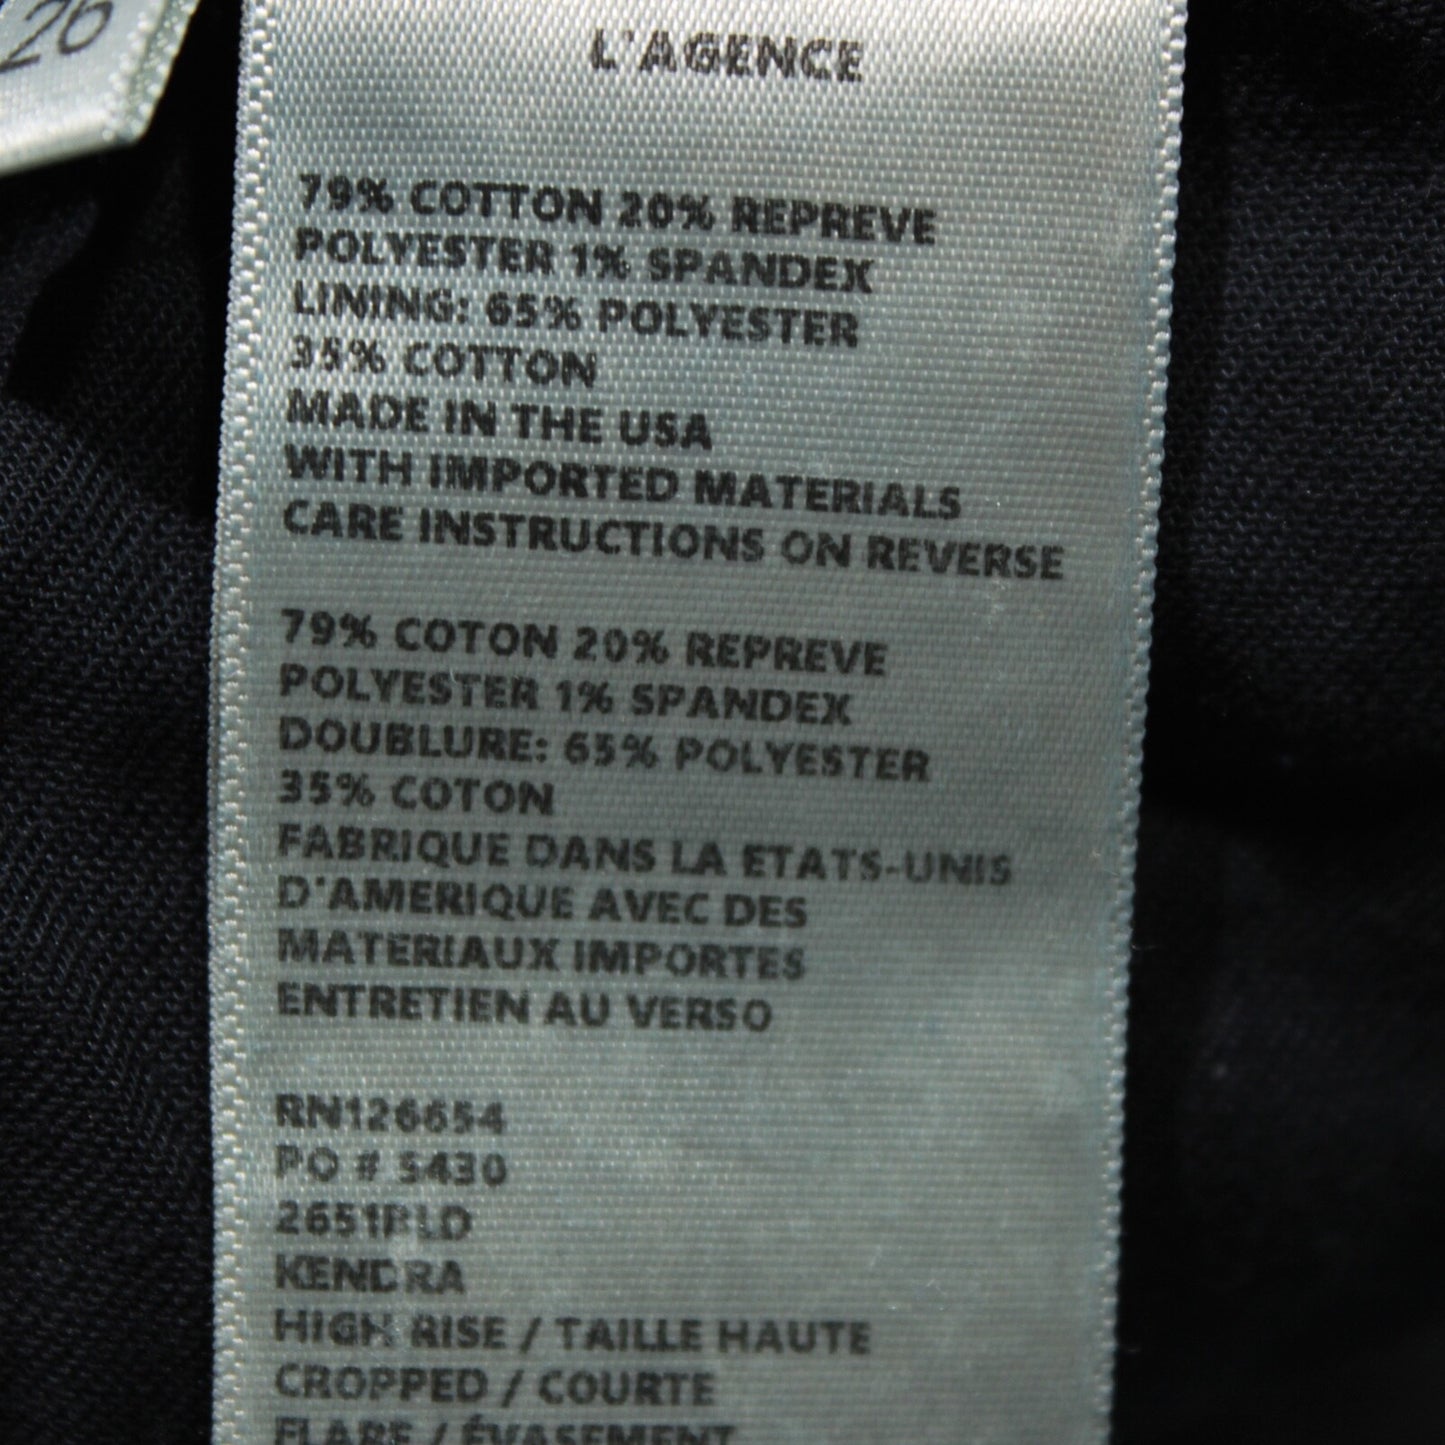 26
L'AGENCE
79% COTTON 20% REPREVE
POLYESTER 1% SPANDEX
LINING: 65% POLYESTER
35% COTTON
MADE IN THE USA
WITH IMPORTED MATERIALS
CARE INSTRUCTIONS ON REVERSE
79% COTON 20% REPREVE
POLYESTER 1% SPANDEX
DOUBLURE: 65% POLYESTER
35% COTON
FABRIQUE DANS LA ETATS-UNIS
D'AMERIQUE AVEC DES
MATERIAUX IMPORTES
ENTRETIEN AU VERSO
RN126654
PO # 5430
2651RLD
KENDRA
HIGH RISE / TAILLE HAUTE
CROPPED / COURTE
FLARE / ÉVASEMENT